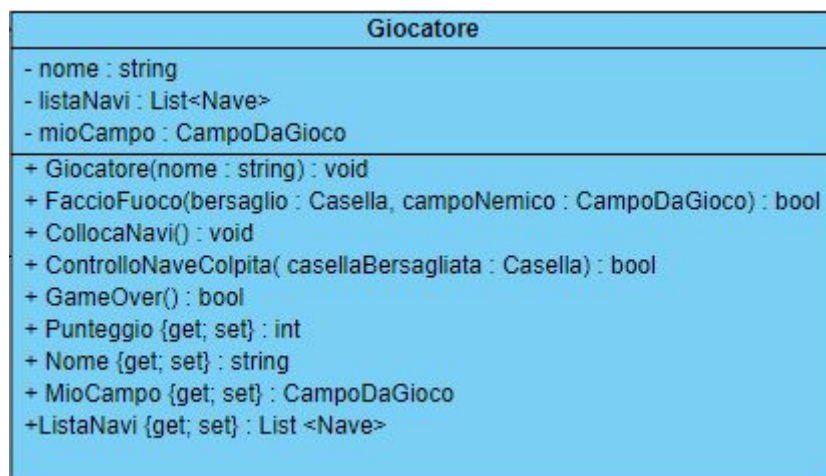 Giocatore
- nome : string
- listaNavi : List<Nave>
- mioCampo : CampoDaGioco
+ Giocatore(nome : string) : void
+ FaccioFuoco(bersaglio : Casella, campoNemico : CampoDaGioco) : bool
+ CollocaNavi() : void
+ ControlloNaveColpita( casellaBersagliata : Casella) : bool
+ GameOver() : bool
+ Punteggio {get; set} : int
+ Nome {get; set} : string
+ MioCampo {get; set} : CampoDaGioco
+ListaNavi {get; set} : List <Nave>